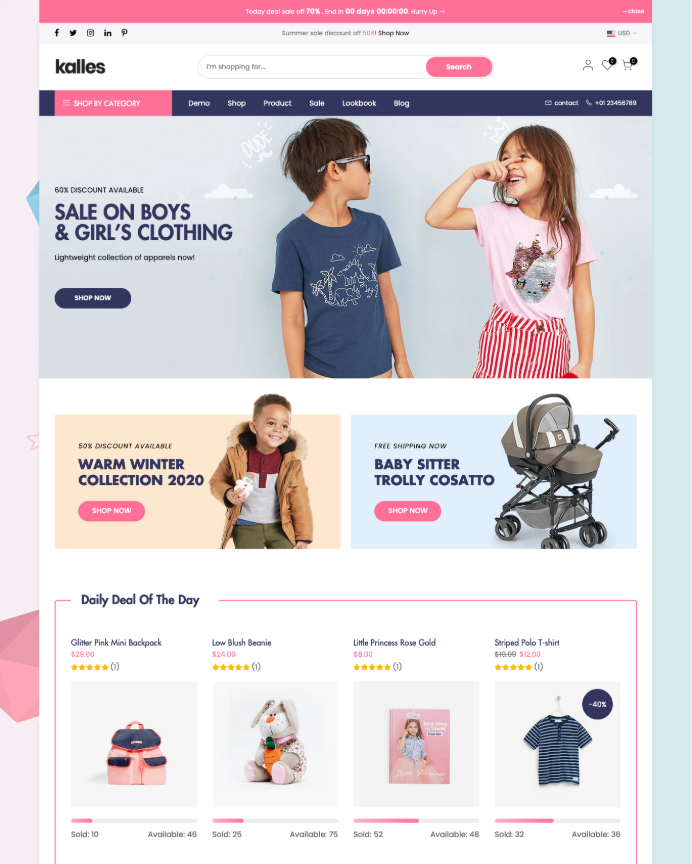 Today deal sale off 70% . End in 00 days 00:00:00. Hurry Up →
close
Summer sale discount off 50%! Shop Now
USD
kalles
I'm shopping for...
Search
0
0
SHOP BY CATEGORY
Demo
Shop
Product
Sale
Lookbook
Blog
contact
+01 23456789
DUDE
60% DISCOUNT AVAILABLE
SALE ON BOYS
& GIRL'S CLOTHING
Lightweight collection of apparels now!
SHOP NOW
50% DISCOUNT AVAILABLE
WARM WINTER
COLLECTION 2020
SHOP NOW
FREE SHIPPING NOW
BABY SITTER
TROLLY COSATTO
SHOP NOW
Daily Deal Of The Day
Glitter Pink Mini Backpack
$29.00
(1)
Low Blush Beanie
$24.00
(1)
Little Princess Rose Gold
$8.00
(1)
Striped Polo T-shirt
$12.00
(1)
-40%
Sold: 10
Available: 46
Sold: 25
Available: 75
Sold: 52
Available: 48
Sold: 32
Available: 36